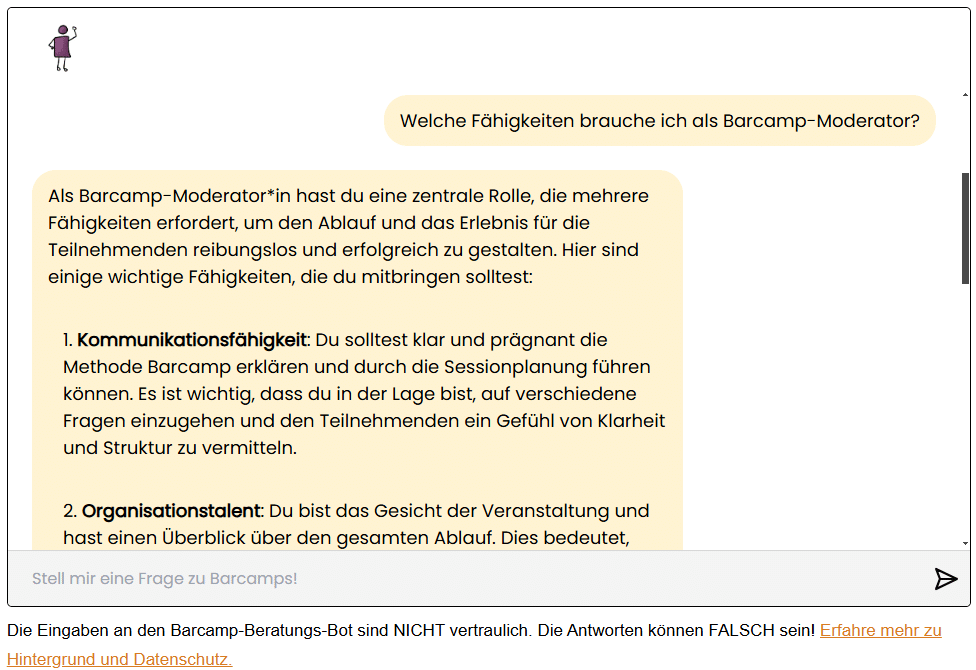 Welche Fähigkeiten brauche ich als Barcamp-Moderator?
Als Barcamp-Moderator*in hast du eine zentrale Rolle, die mehrere
Fähigkeiten erfordert, um den Ablauf und das Erlebnis für die
Teilnehmenden reibungslos und erfolgreich zu gestalten. Hier sind
einige wichtige Fähigkeiten, die du mitbringen solltest:
1. Kommunikationsfähigkeit: Du solltest klar und prägnant die
Methode Barcamp erklären und durch die Sessionplanung führen
können. Es ist wichtig, dass du in der Lage bist, auf verschiedene
Fragen einzugehen und den Teilnehmenden ein Gefühl von Klarheit
und Struktur zu vermitteln.
2. Organisationstalent: Du bist das Gesicht der Veranstaltung und
hast einen Überblick über den gesamten Ablauf. Dies bedeutet,
Stell mir eine Frage zu Barcamps!
Die Eingaben an den Barcamp-Beratungs-Bot sind NICHT vertraulich. Die Antworten können FALSCH sein! Erfahre mehr zu
Hintergrund und Datenschutz.